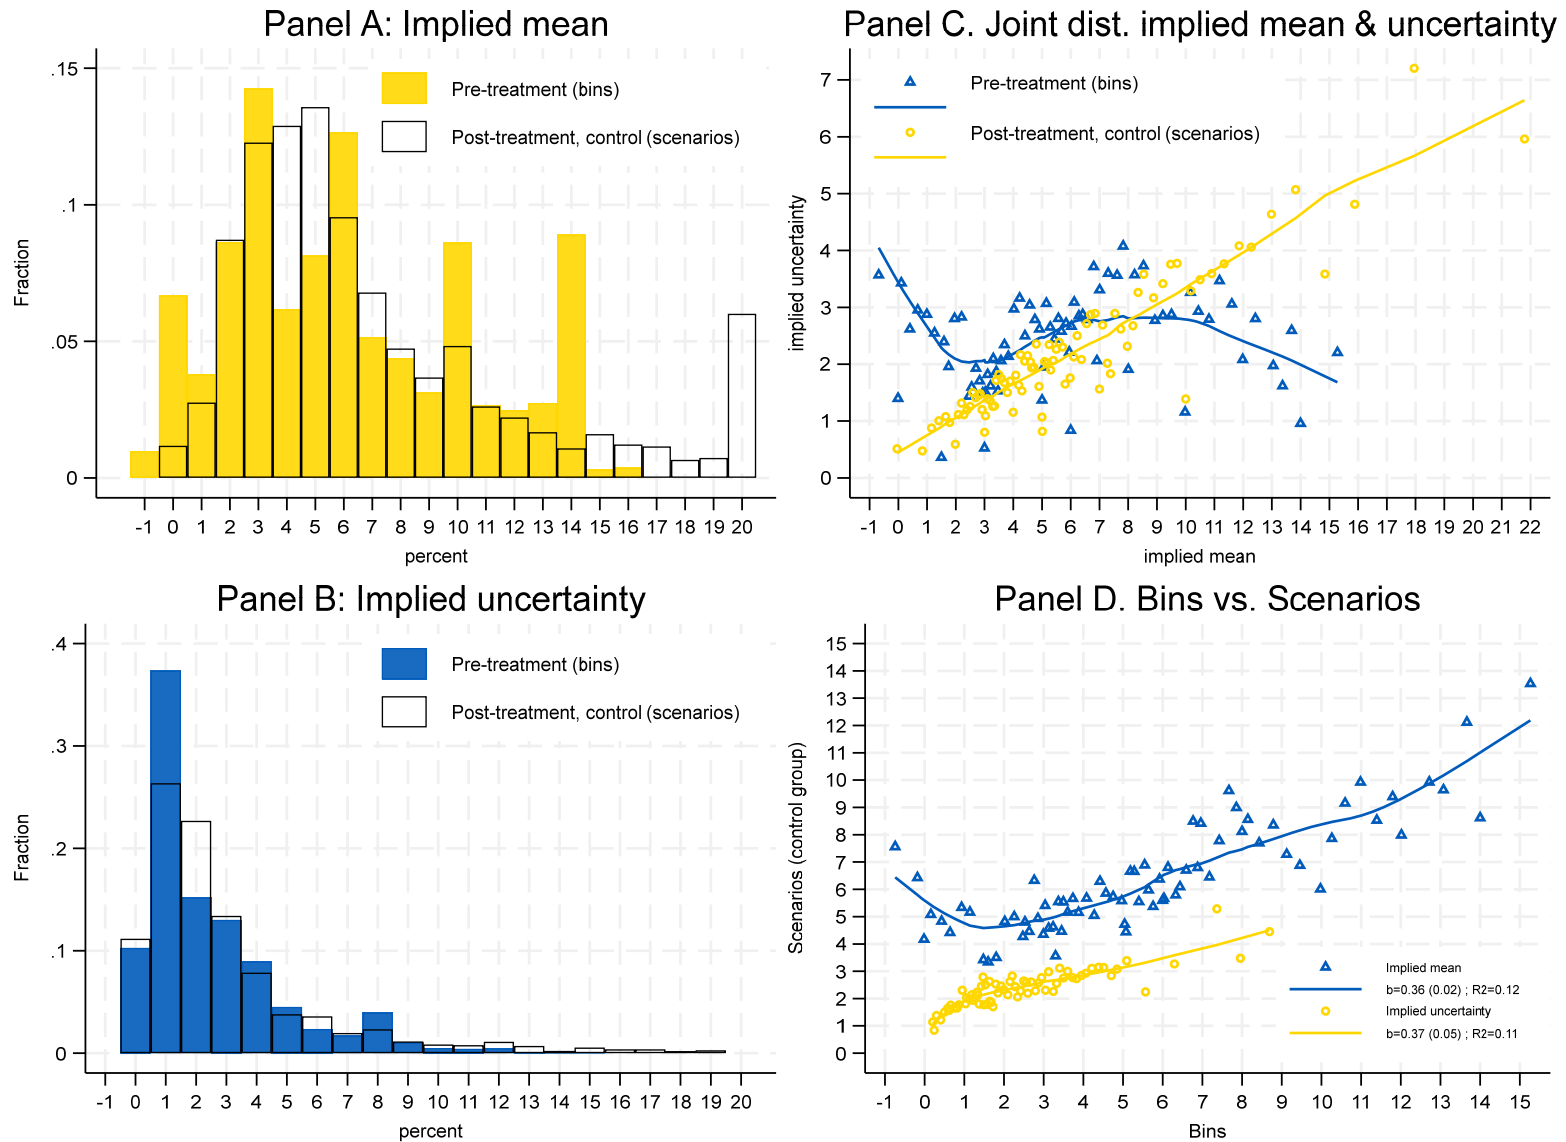 Panel A: Implied mean
.15
.1
.05
0
Fraction
Pre-treatment (bins)
Post-treatment, control (scenarios)
-1 0 1 2 3 4 5 6 7 8 9 10 11 12 13 14 15 16 17 18 19 20
percent
Panel C. Joint dist. implied mean & uncertainty
7
6
5
4
3
2
1
0
implied uncertainty
Pre-treatment (bins)
Post-treatment, control (scenarios)
-1 0 1 2 3 4 5 6 7 8 9 10 11 12 13 14 15 16 17 18 19 20 21 22
implied mean
Panel B: Implied uncertainty
.4
.3
.2
.1
0
Fraction
Pre-treatment (bins)
Post-treatment, control (scenarios)
-1 0 1 2 3 4 5 6 7 8 9 10 11 12 13 14 15 16 17 18 19 20
percent
Panel D. Bins vs. Scenarios
15
14
13
12
11
10
9
8
7
6
5
4
3
2
1
0
Scenarios (control group)
Implied mean
b=0.36 (0.02) ; R2=0.12
Implied uncertainty
b=0.37 (0.05) ; R2=0.11
-1 0 1 2 3 4 5 6 7 8 9 10 11 12 13 14 15
Bins